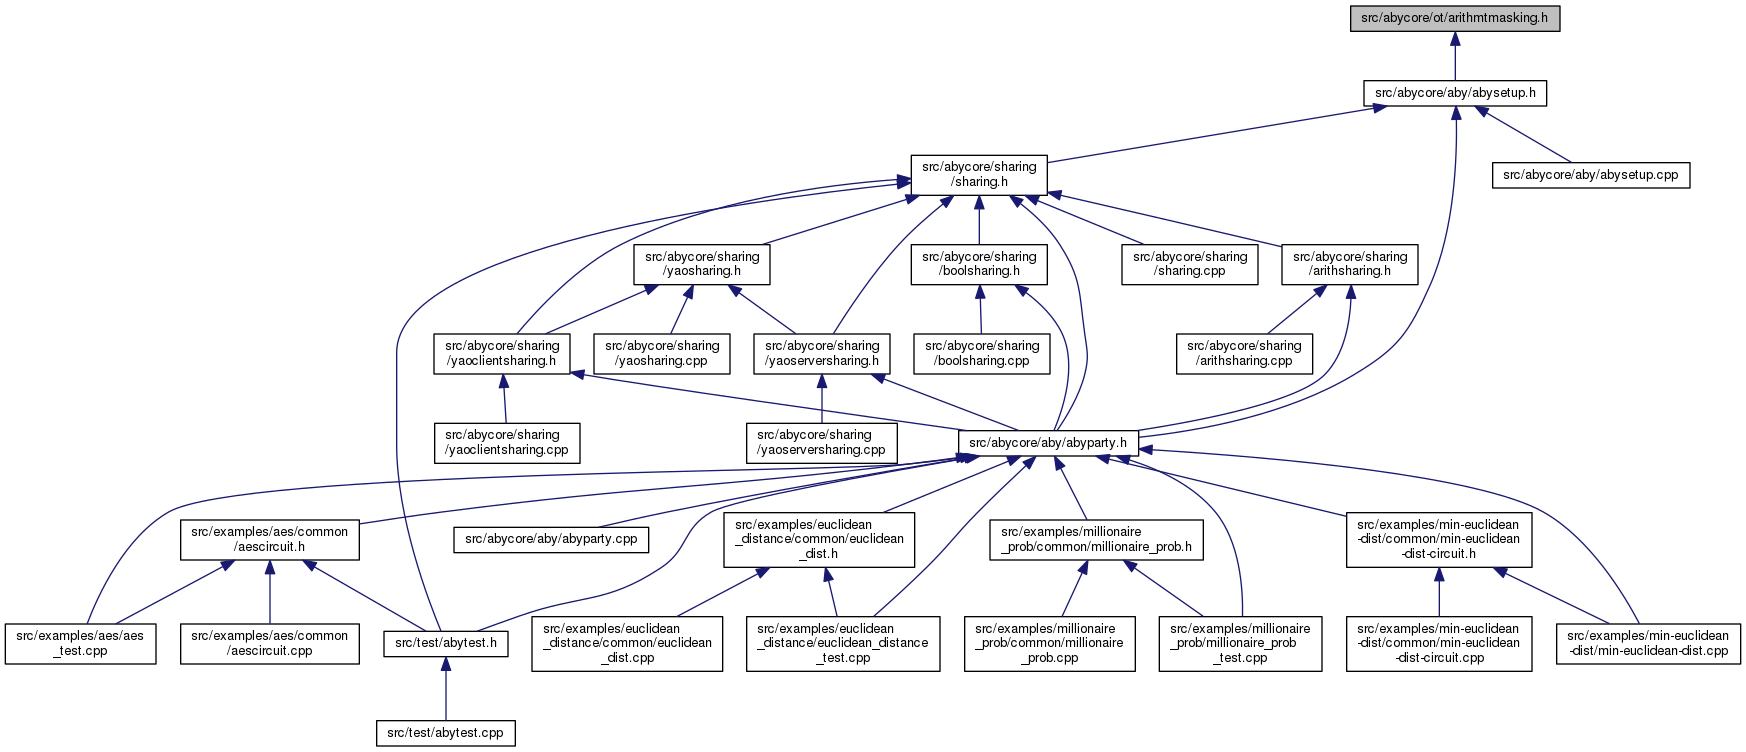 src/abycore/ot/arithmtmasking.h
src/abycore/aby/abysetup.h
src/abycore/sharing
/sharing.h
src/abycore/aby/abysetup.cpp
src/abycore/sharing
/yaosharing.h
src/abycore/sharing
/boolsharing.h
src/abycore/sharing
/sharing.cpp
src/abycore/sharing
/arithsharing.h
src/abycore/sharing
/yaoclientsharing.h
src/abycore/sharing
/yaosharing.cpp
src/abycore/sharing
/yaoserversharing.h
src/abycore/sharing
/boolsharing.cpp
src/abycore/sharing
/arithsharing.cpp
src/abycore/sharing
/yaoclientsharing.cpp
src/abycore/sharing
/yaoserversharing.cpp
src/abycore/aby/abyparty.h
src/examples/aes/common
/aescircuit.h
src/abycore/aby/abyparty.cpp
src/examples/euclidean
_distance/common/euclidean
_dist.h
src/examples/millionaire
_prob/common/millionaire_prob.h
src/examples/min-euclidean
-dist/common/min-euclidean
-dist-circuit.h
src/examples/aes/aes
_test.cpp
src/examples/aes/common
/aescircuit.cpp
src/test/abytest.h
src/examples/euclidean
_distance/common/euclidean
_dist.cpp
src/examples/euclidean
_distance/euclidean_distance
_test.cpp
src/examples/millionaire
_prob/common/millionaire
_prob.cpp
src/examples/millionaire
_prob/millionaire_prob
_test.cpp
src/examples/min-euclidean
-dist/common/min-euclidean
-dist-circuit.cpp
src/examples/min-euclidean
-dist/min-euclidean-dist.cpp
src/test/abytest.cpp